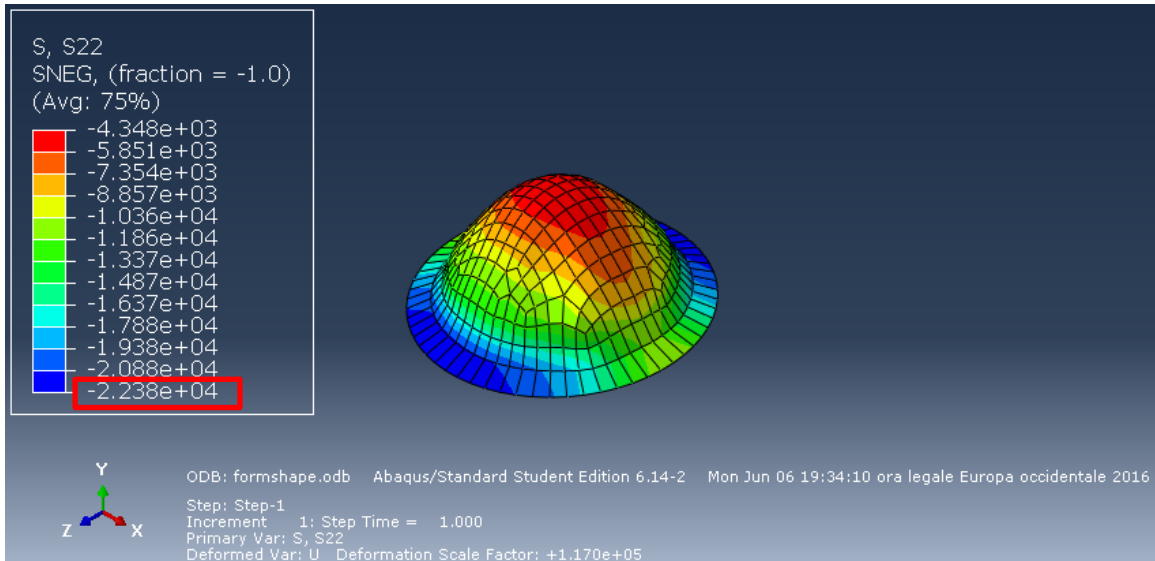 S, S22
SNEG, (fraction = -1.0)
(Avg: 75%)
-4.348e+03
-5.851e+03
-7.354e+03
-8.857e+03
-1.036e+04
-1.186e+04
-1.337e+04
-1.487e+04
-1.637e+04
-1.788e+04
-1.938e+04
-2.088e+04
-2.238e+04
Y
Z X
ODB: formshape.odb Abaqus/Standard Student Edition 6.14-2 Mon Jun 06 19:34:10 ora legale Europa occidentale 2016
Step: Step-1
Increment 1: Step Time = 1.000
Primary Var: S, S22
Deformed Var: U Deformation Scale Factor: +1.170e+05